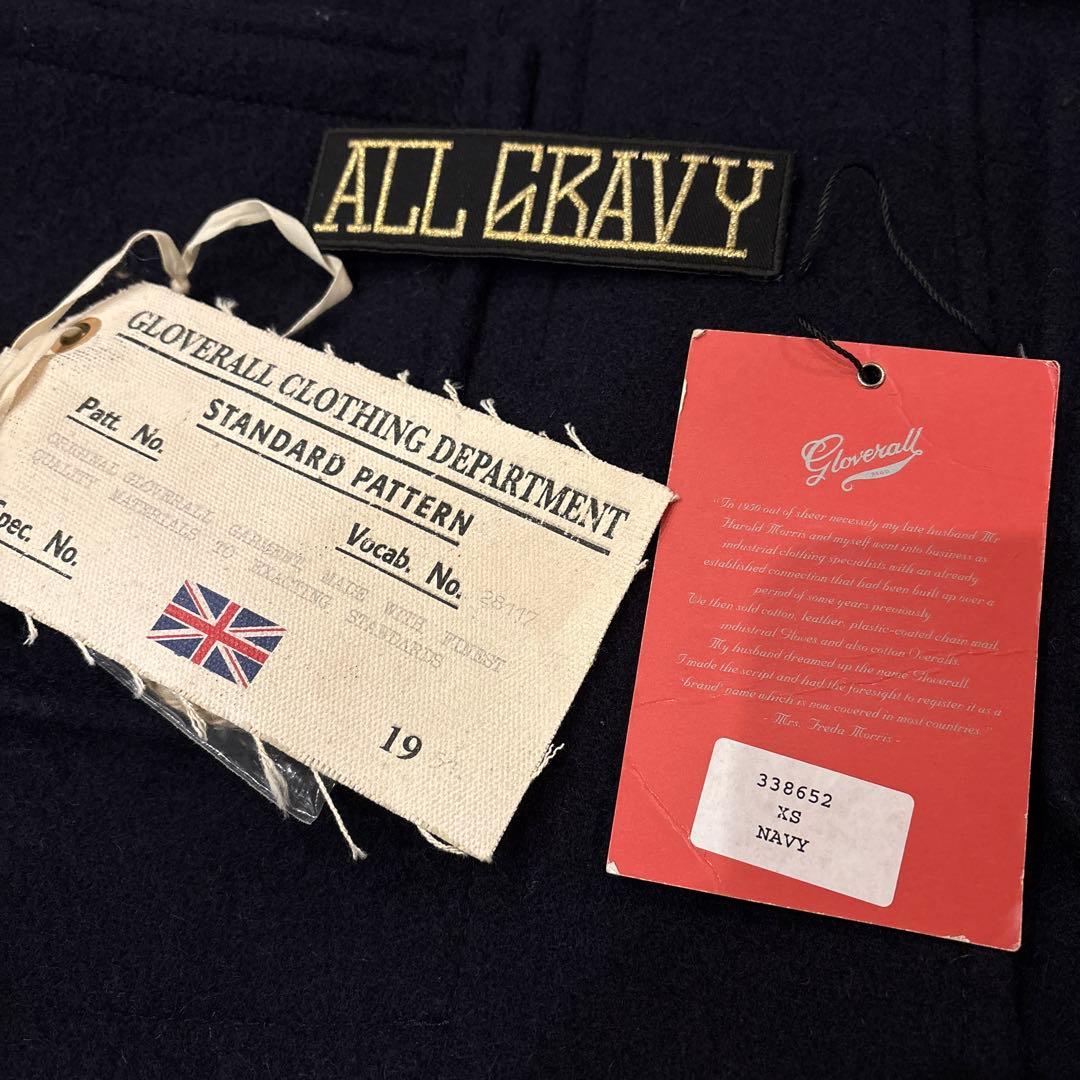 ALL GRAVY
GLOVERALL CLOTHING DEPARTMENT
STANDARD PATTERN
Patt. No.
Vocab. No. 28117
ORIGINAL GARMENT, MADE WITH FINEST
QUALITY MATERIALS TO EXACTING STANDARDS
Spec. No.
19
Gloverall
"In 1950 out of sheer necessity my late husband Mr
Harold Morris and myself went into business as
industrial clothing specialists with an already
established connection that had been built up over a
period of some years previously
We then sold cotton, leather, plastic-coated chain mail,
industrial Gloves and also cotton Overalls.
My husband dreamed up the name Gloverall.
I made the script and had the foresight to register it as a
'brand' name which is now covered in most countries."
- Mrs. Freda Morris -
338652
XS
NAVY